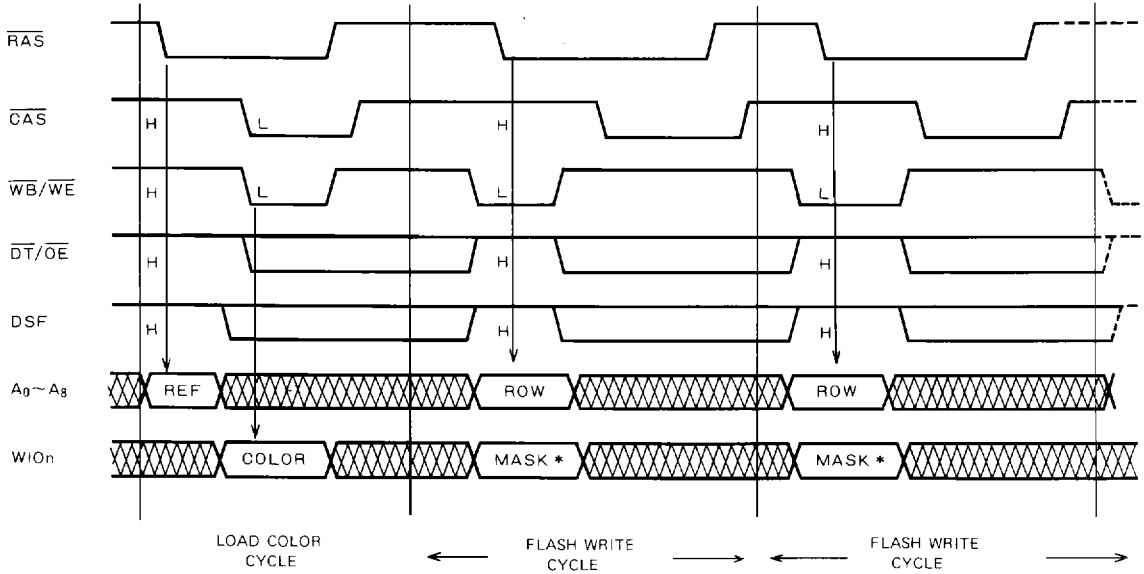 RAS
CAS H L H H
WB/WE H L L L
DT/OE H H H
DSF H H H
A0~A8 REF ROW ROW
WIOn COLOR MASK * MASK *
LOAD COLOR CYCLE
FLASH WRITE CYCLE
FLASH WRITE CYCLE